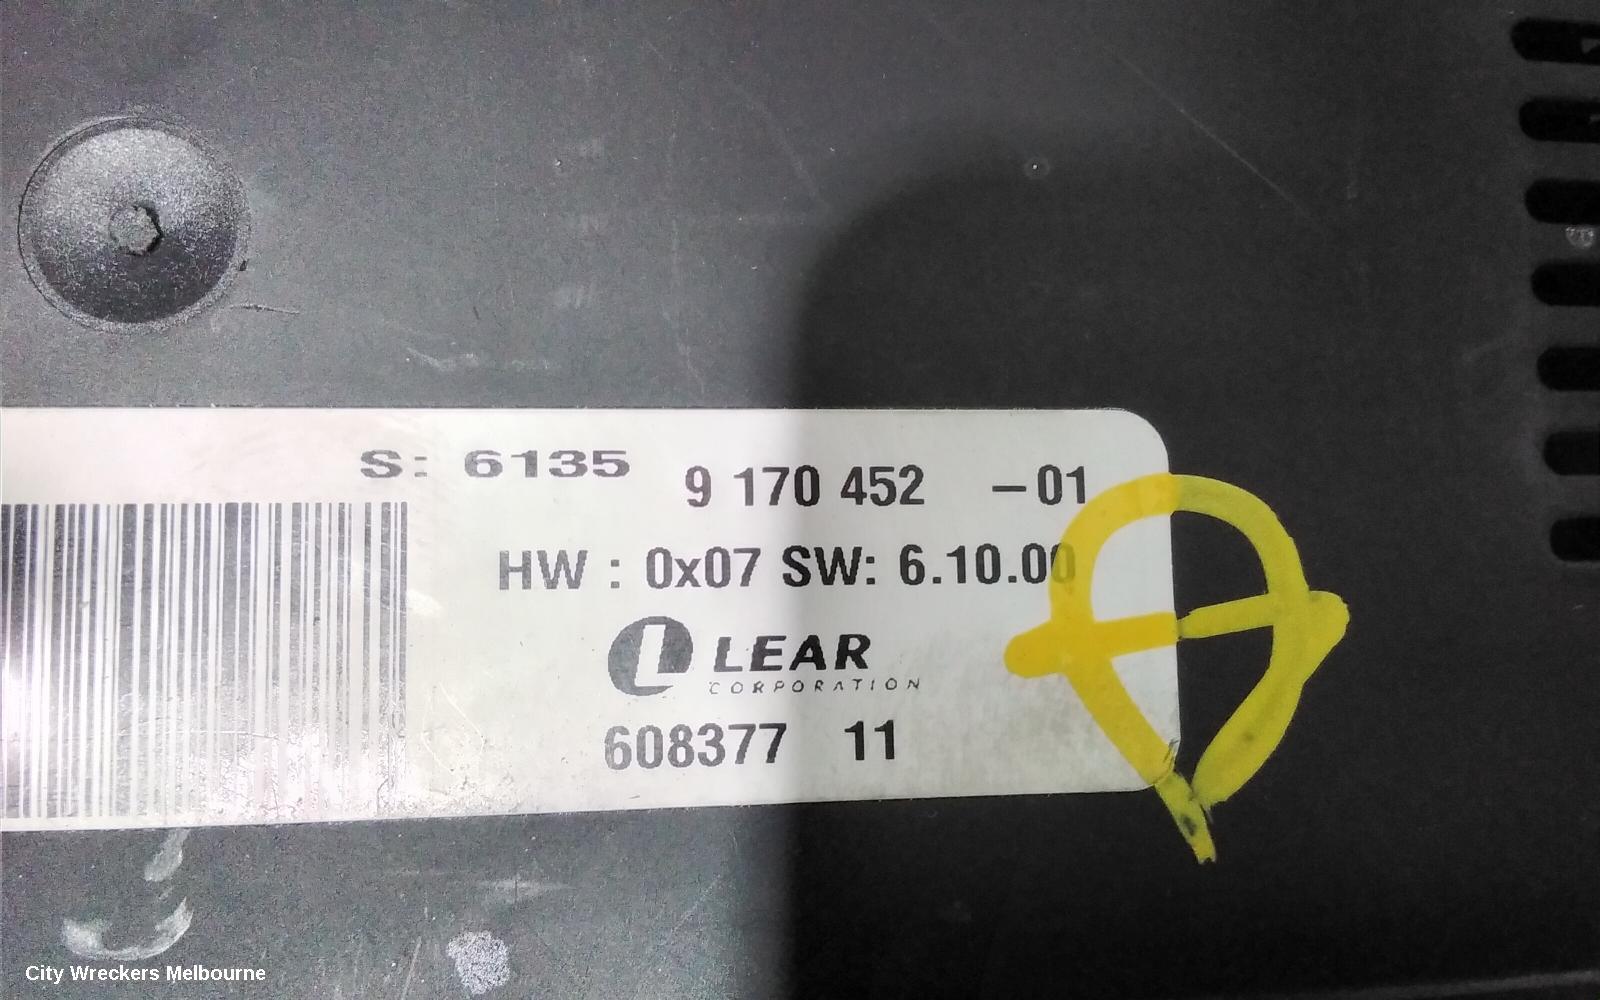 S: 6135
9 170 452 –01
HW : 0x07 SW: 6.10.00
L LEAR
CORPORATION
608377 11
City Wreckers Melbourne